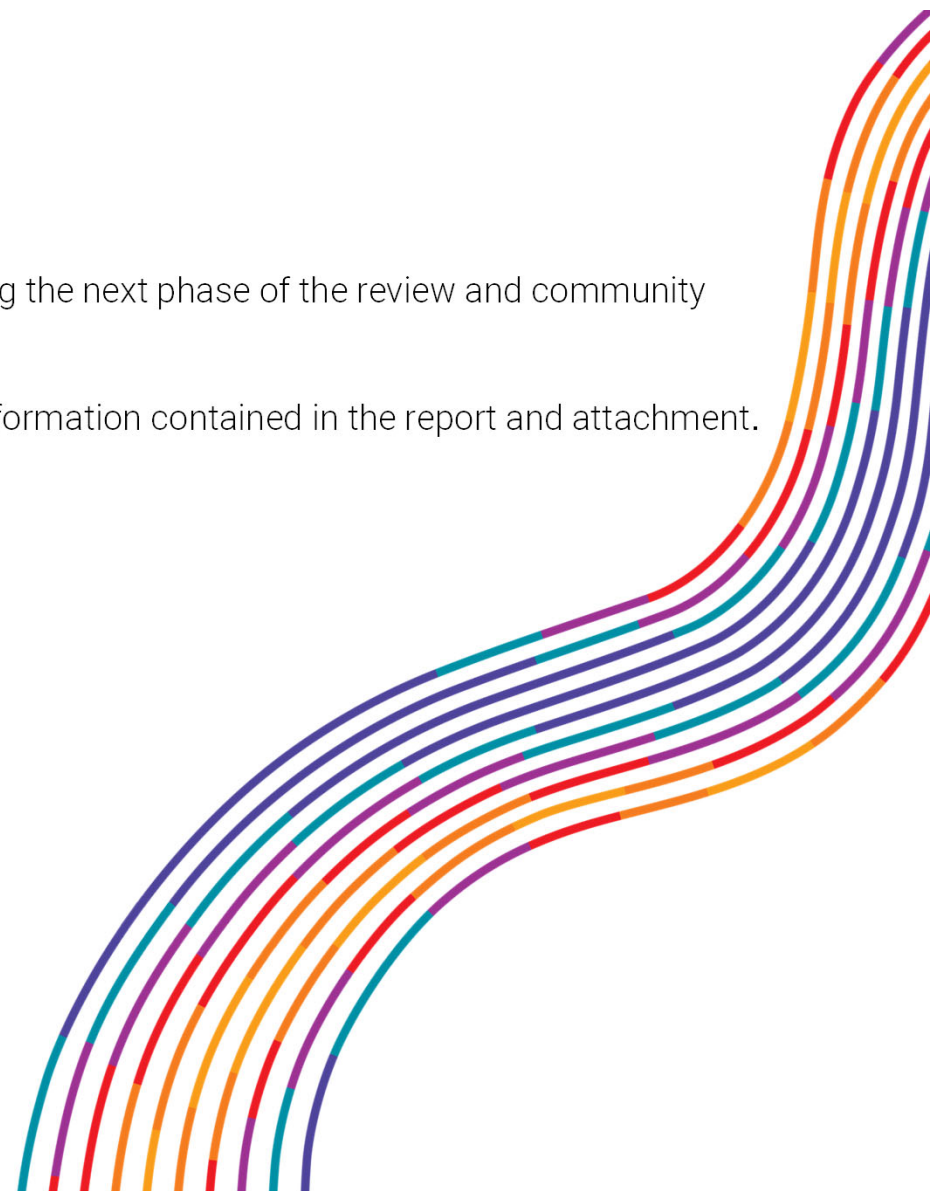 g the next phase of the review and community
formation contained in the report and attachment.